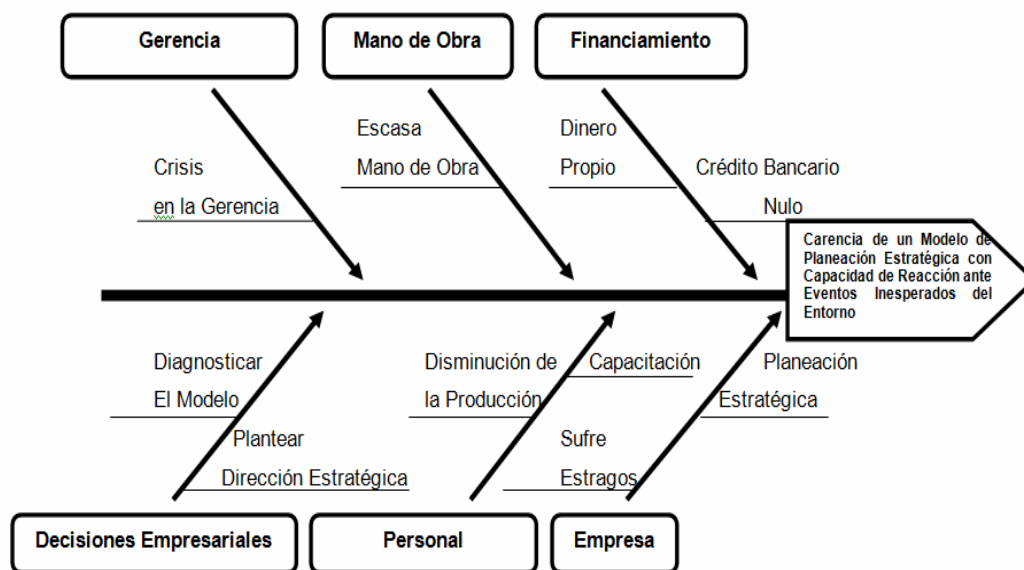 Gerencia
Mano de Obra
Financiamiento
Escasa
Mano de Obra
Dinero
Propio
Crisis
en la Gerencia
Crédito Bancario
Nulo
Carencia de un Modelo de
Planeación Estratégica con
Capacidad de Reacción ante
Eventos Inesperados del
Entorno
Diagnosticar
El Modelo
Plantear
Dirección Estratégica
Disminución de
la Producción
Capacitación
Sufre
Estragos
Planeación
Estratégica
Decisiones Empresariales
Personal
Empresa